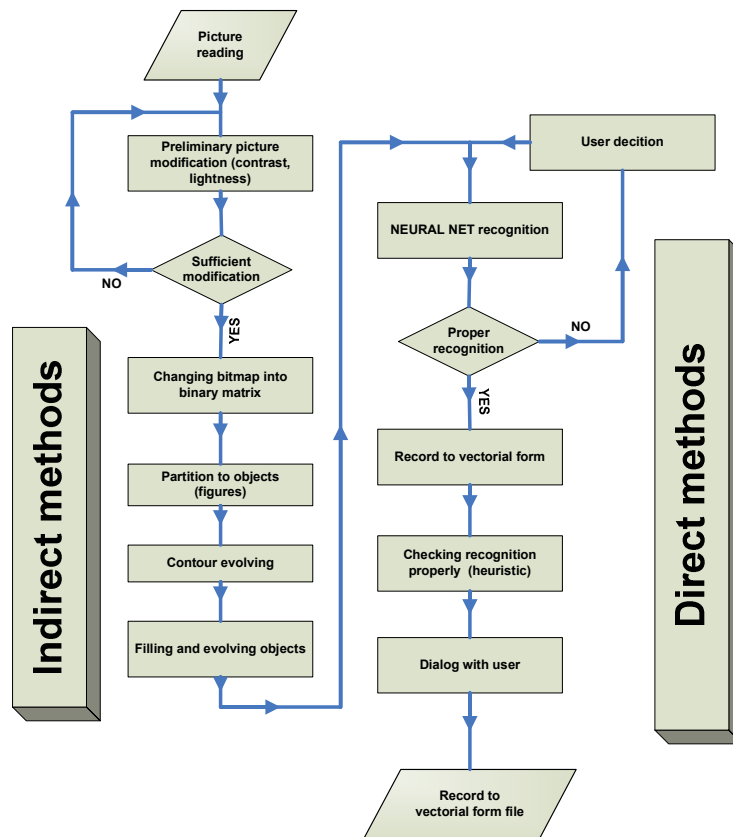 Picture
reading
Preliminary picture
modification (contrast,
lightness)
Sufficient
modification
NO
YES
Changing bitmap into
binary matrix
Partition to objects
(figures)
Contour evolving
Filling and evolving objects
Indirect methods
User decition
NEURAL NET recognition
Proper
recognition
NO
YES
Record to vectorial form
Checking recognition
properly (heuristic)
Dialog with user
Record to
vectorial form file
Direct methods